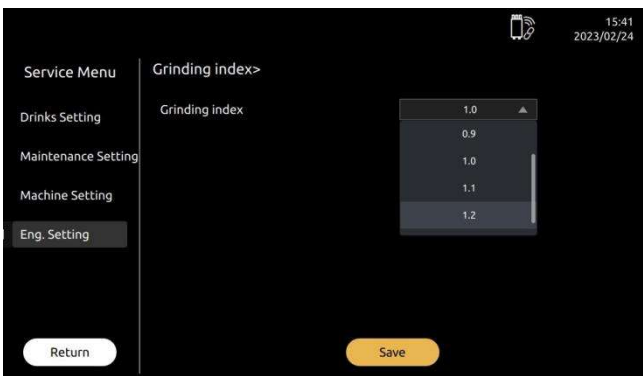 15:41
2023/02/24
Service Menu
Grinding index>
Drinks Setting
Grinding index
1.0
0.9
1.0
1.1
1.2
Maintenance Setting
Machine Setting
Eng. Setting
Return
Save